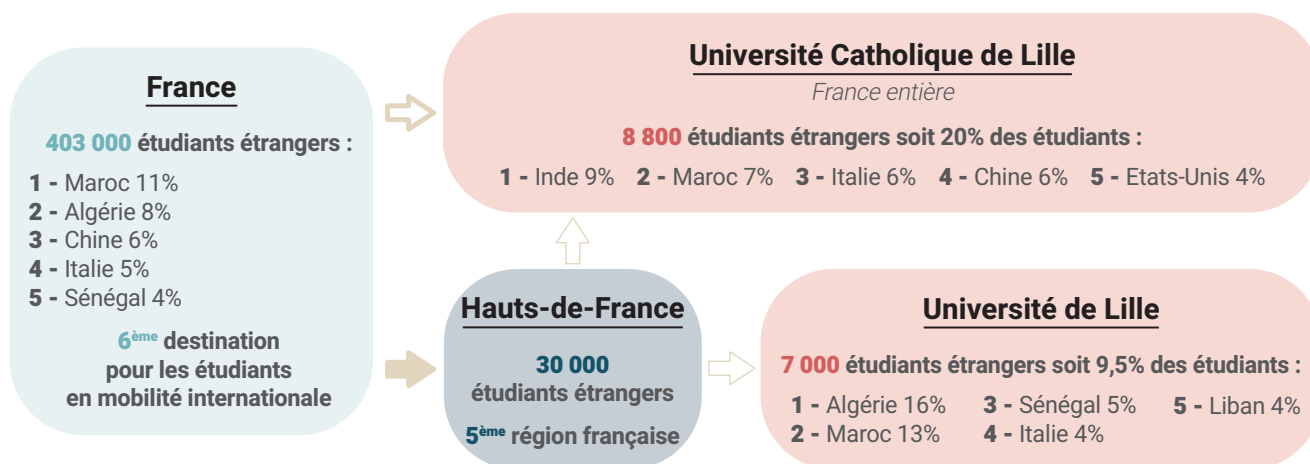 France
403 000 étudiants étrangers :
1 - Maroc 11%
2 - Algérie 8%
3 - Chine 6%
4 - Italie 5%
5 - Sénégal 4%
6ème destination
pour les étudiants
en mobilité internationale
Université Catholique de Lille
France entière
8 800 étudiants étrangers soit 20% des étudiants :
1 - Inde 9% 2 - Maroc 7% 3 - Italie 6% 4 - Chine 6% 5 - Etats-Unis 4%
Hauts-de-France
30 000
étudiants étrangers
5ème région française
Université de Lille
7 000 étudiants étrangers soit 9,5% des étudiants :
1 - Algérie 16% 3 - Sénégal 5% 5 - Liban 4%
2 - Maroc 13% 4 - Italie 4%